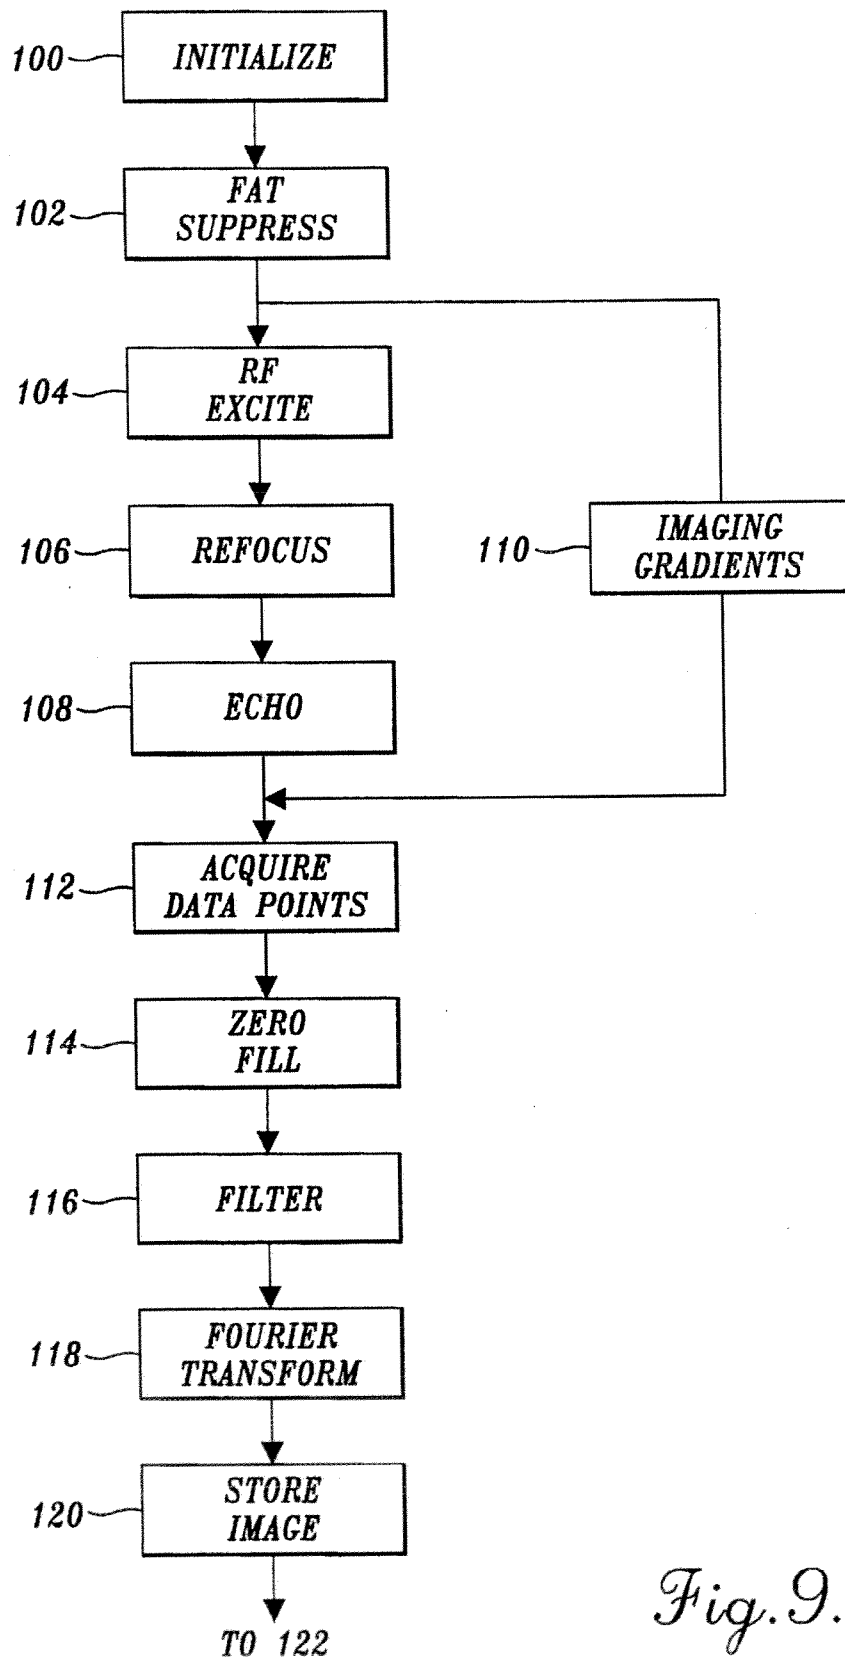 100
INITIALIZE
102
FAT
SUPPRESS
104
RF
EXCITE
106
REFOCUS
110
IMAGING
GRADIENTS
108
ECHO
112
ACQUIRE
DATA POINTS
114
ZERO
FILL
116
FILTER
118
FOURIER
TRANSFORM
120
STORE
IMAGE
TO 122
Fig. 9.